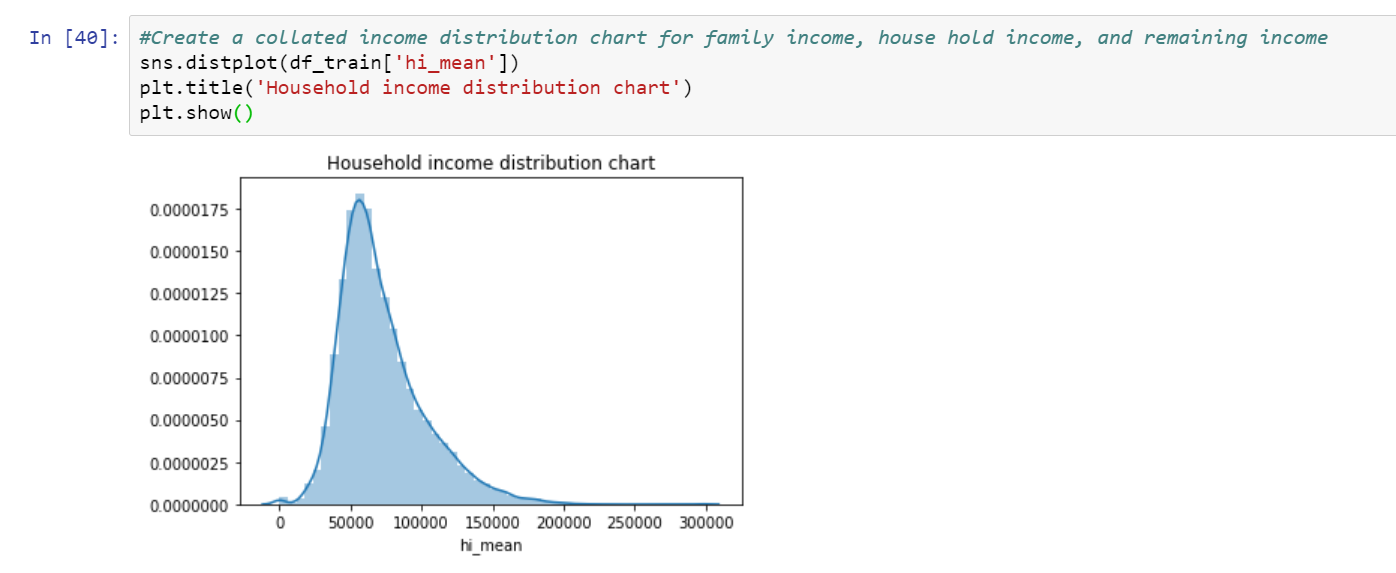 In [40]: #Create a collated income distribution chart for family income, house hold income, and remaining income
sns.distplot(df_train['hi_mean'])
plt.title('Household income distribution chart')
plt.show()
Household income distribution chart
0.0000175
0.0000150
0.0000125
0.0000100
0.0000075
0.0000050
0.0000025
0.0000000
0 50000 100000 150000 200000 250000 300000
hi_mean